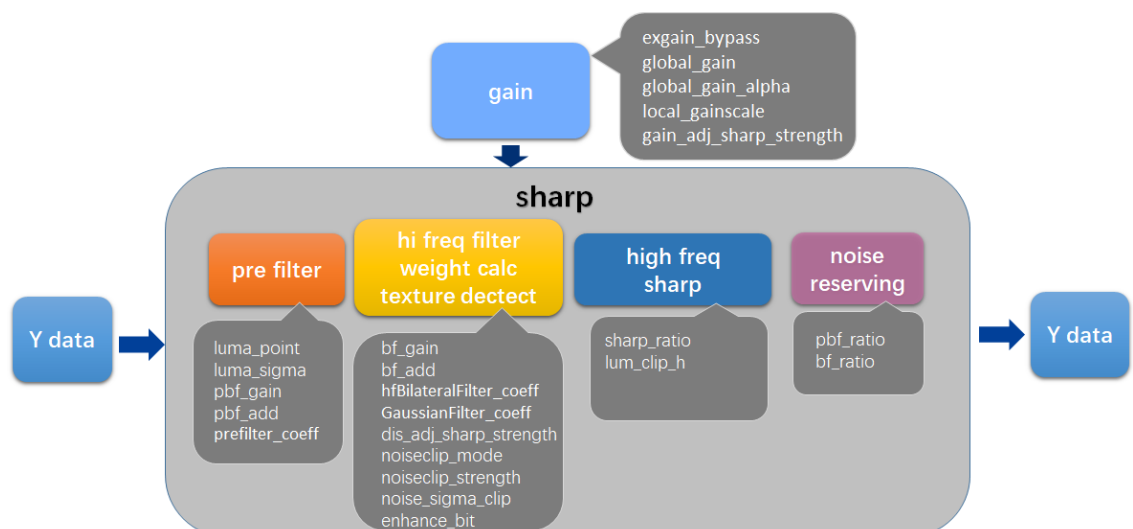 gain
exgain_bypass
global_gain
global_gain_alpha
local_gainscale
gain_adj_sharp_strength
sharp
Y data
pre filter
luma_point
luma_sigma
pbf_gain
pbf_add
prefilter_coeff
hi freq filter
weight calc
texture dectect
bf_gain
bf_add
hfBilateralFilter_coeff
GaussianFilter_coeff
dis_adj_sharp_strength
noiseclip_mode
noiseclip_strength
noise_sigma_clip
enhance_bit
high freq
sharp
sharp_ratio
lum_clip_h
noise
reserving
pbf_ratio
bf_ratio
Y data